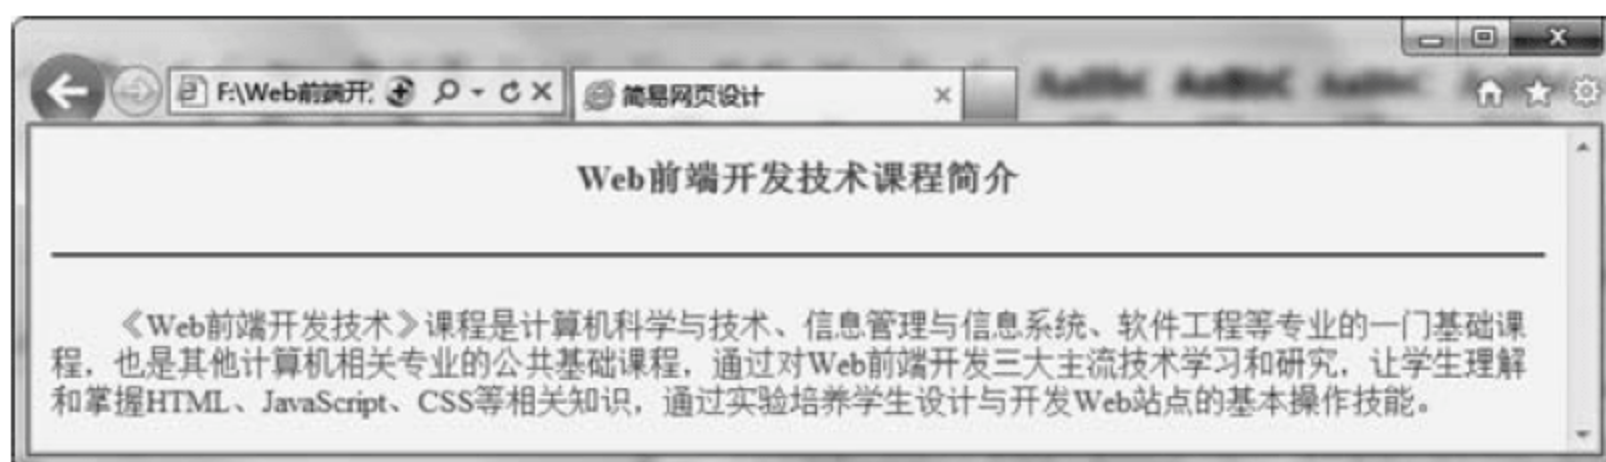 F:\Web前端开
简易网页设计
Web前端开发技术课程简介
《Web前端开发技术》课程是计算机科学与技术、信息管理与信息系统、软件工程等专业的一门基础课
程，也是其他计算机相关专业的公共基础课程，通过对Web前端开发三大主流技术学习和研究，让学生理解
和掌握HTML、JavaScript、CSS等相关知识，通过实验培养学生设计与开发Web站点的基本操作技能。